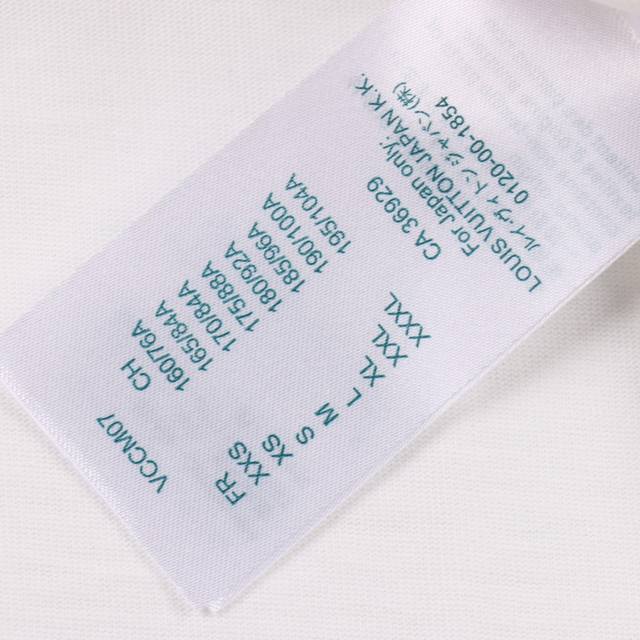 VCCM07
FR CH
XXS 160/76A
XS 165/84A
S 170/84A
M 175/88A
L 180/92A
XL 185/96A
XXL 190/100A
XXXL 195/104A
CA 36929
For Japan only:
LOUIS VUITTON JAPAN K.K.
ルイ・ヴィトン ジャパン(株)
0120-00-1854